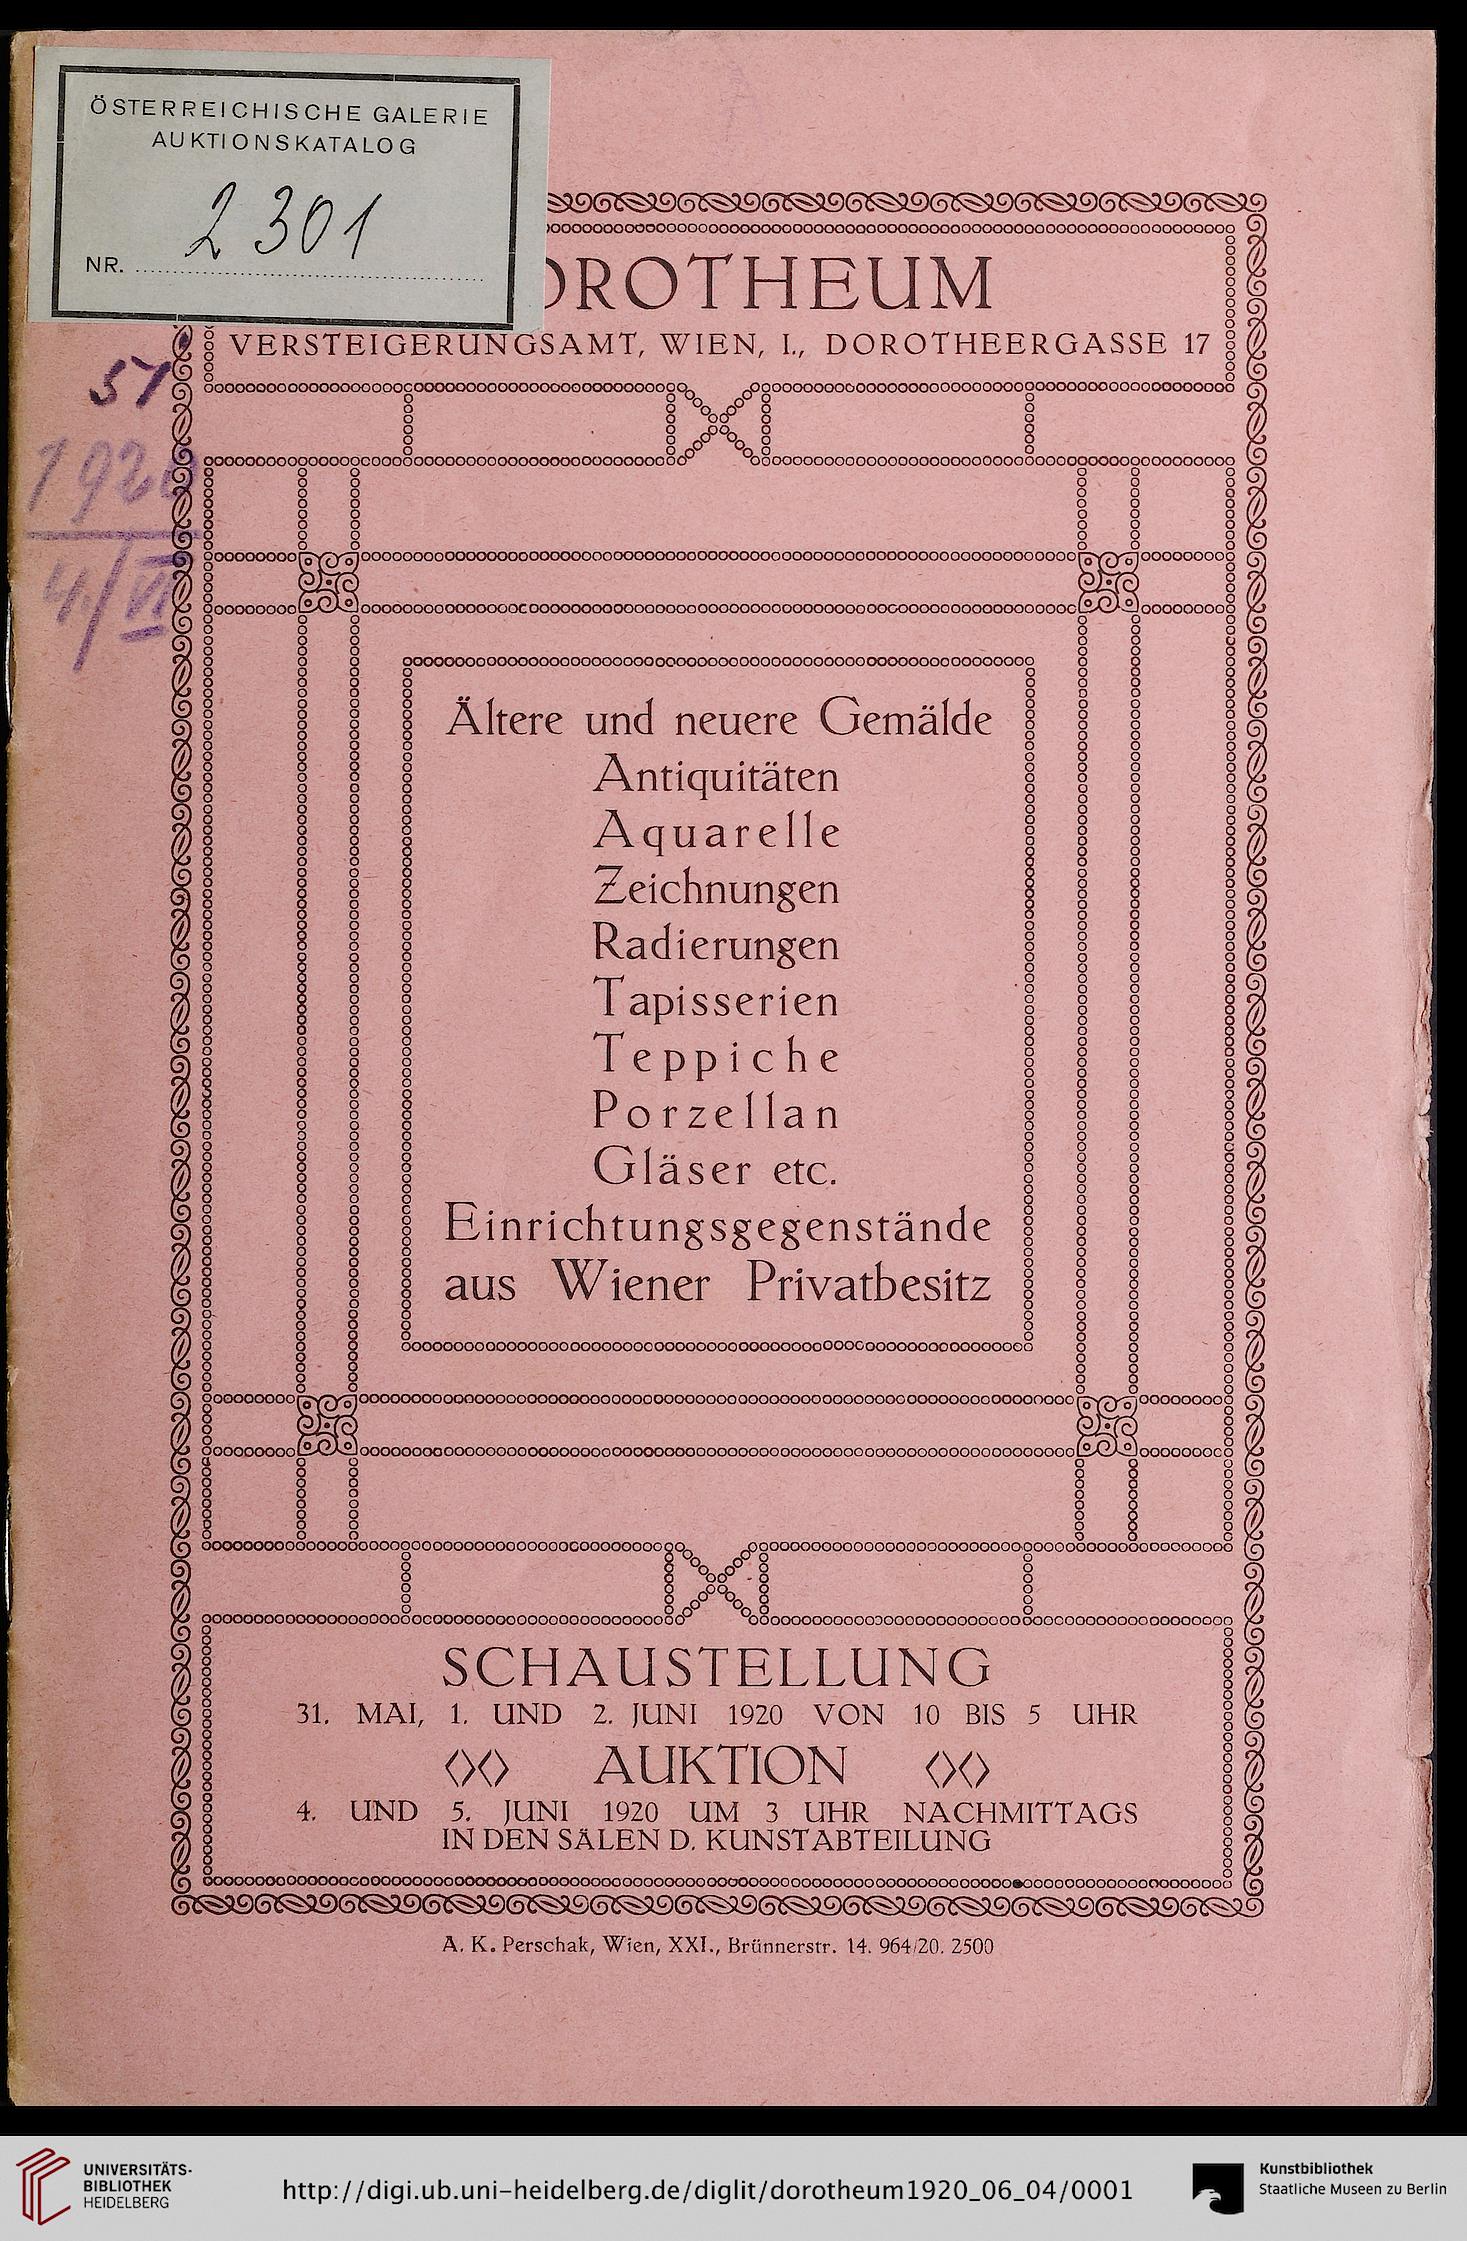 ÖSTERREICHISCHE GALERIE
AUKTIONSKATALOG
NR. 2301
OROTHEUM
VERSTEIGERUNGSAMT, WIEN, I., DOROTHEERGASSE 17
51
1920
4./VI
Ältere und neuere Gemälde
Antiquitäten
Aquarelle
Zeichnungen
Radierungen
Tapisserien
Teppiche
Porzellan
Gläser etc.
Einrichtungsgegenstände
aus Wiener Privatbesitz
SCHAUSTELLUNG
31. MAI, 1. UND 2. JUNI 1920 VON 10 BIS 5 UHR
AUKTION
4. UND 5. JUNI 1920 UM 3 UHR NACHMITTAGS
IN DEN SÄLEN D. KUNSTABTEILUNG
A. K. Perschak, Wien, XXI., Brünnerstr. 14. 964/20. 2500
UNIVERSITÄTS-
BIBLIOTHEK
HEIDELBERG
http://digi.ub.uni-heidelberg.de/diglit/dorotheum1920_06_04/0001
Kunstbibliothek
Staatliche Museen zu Berlin